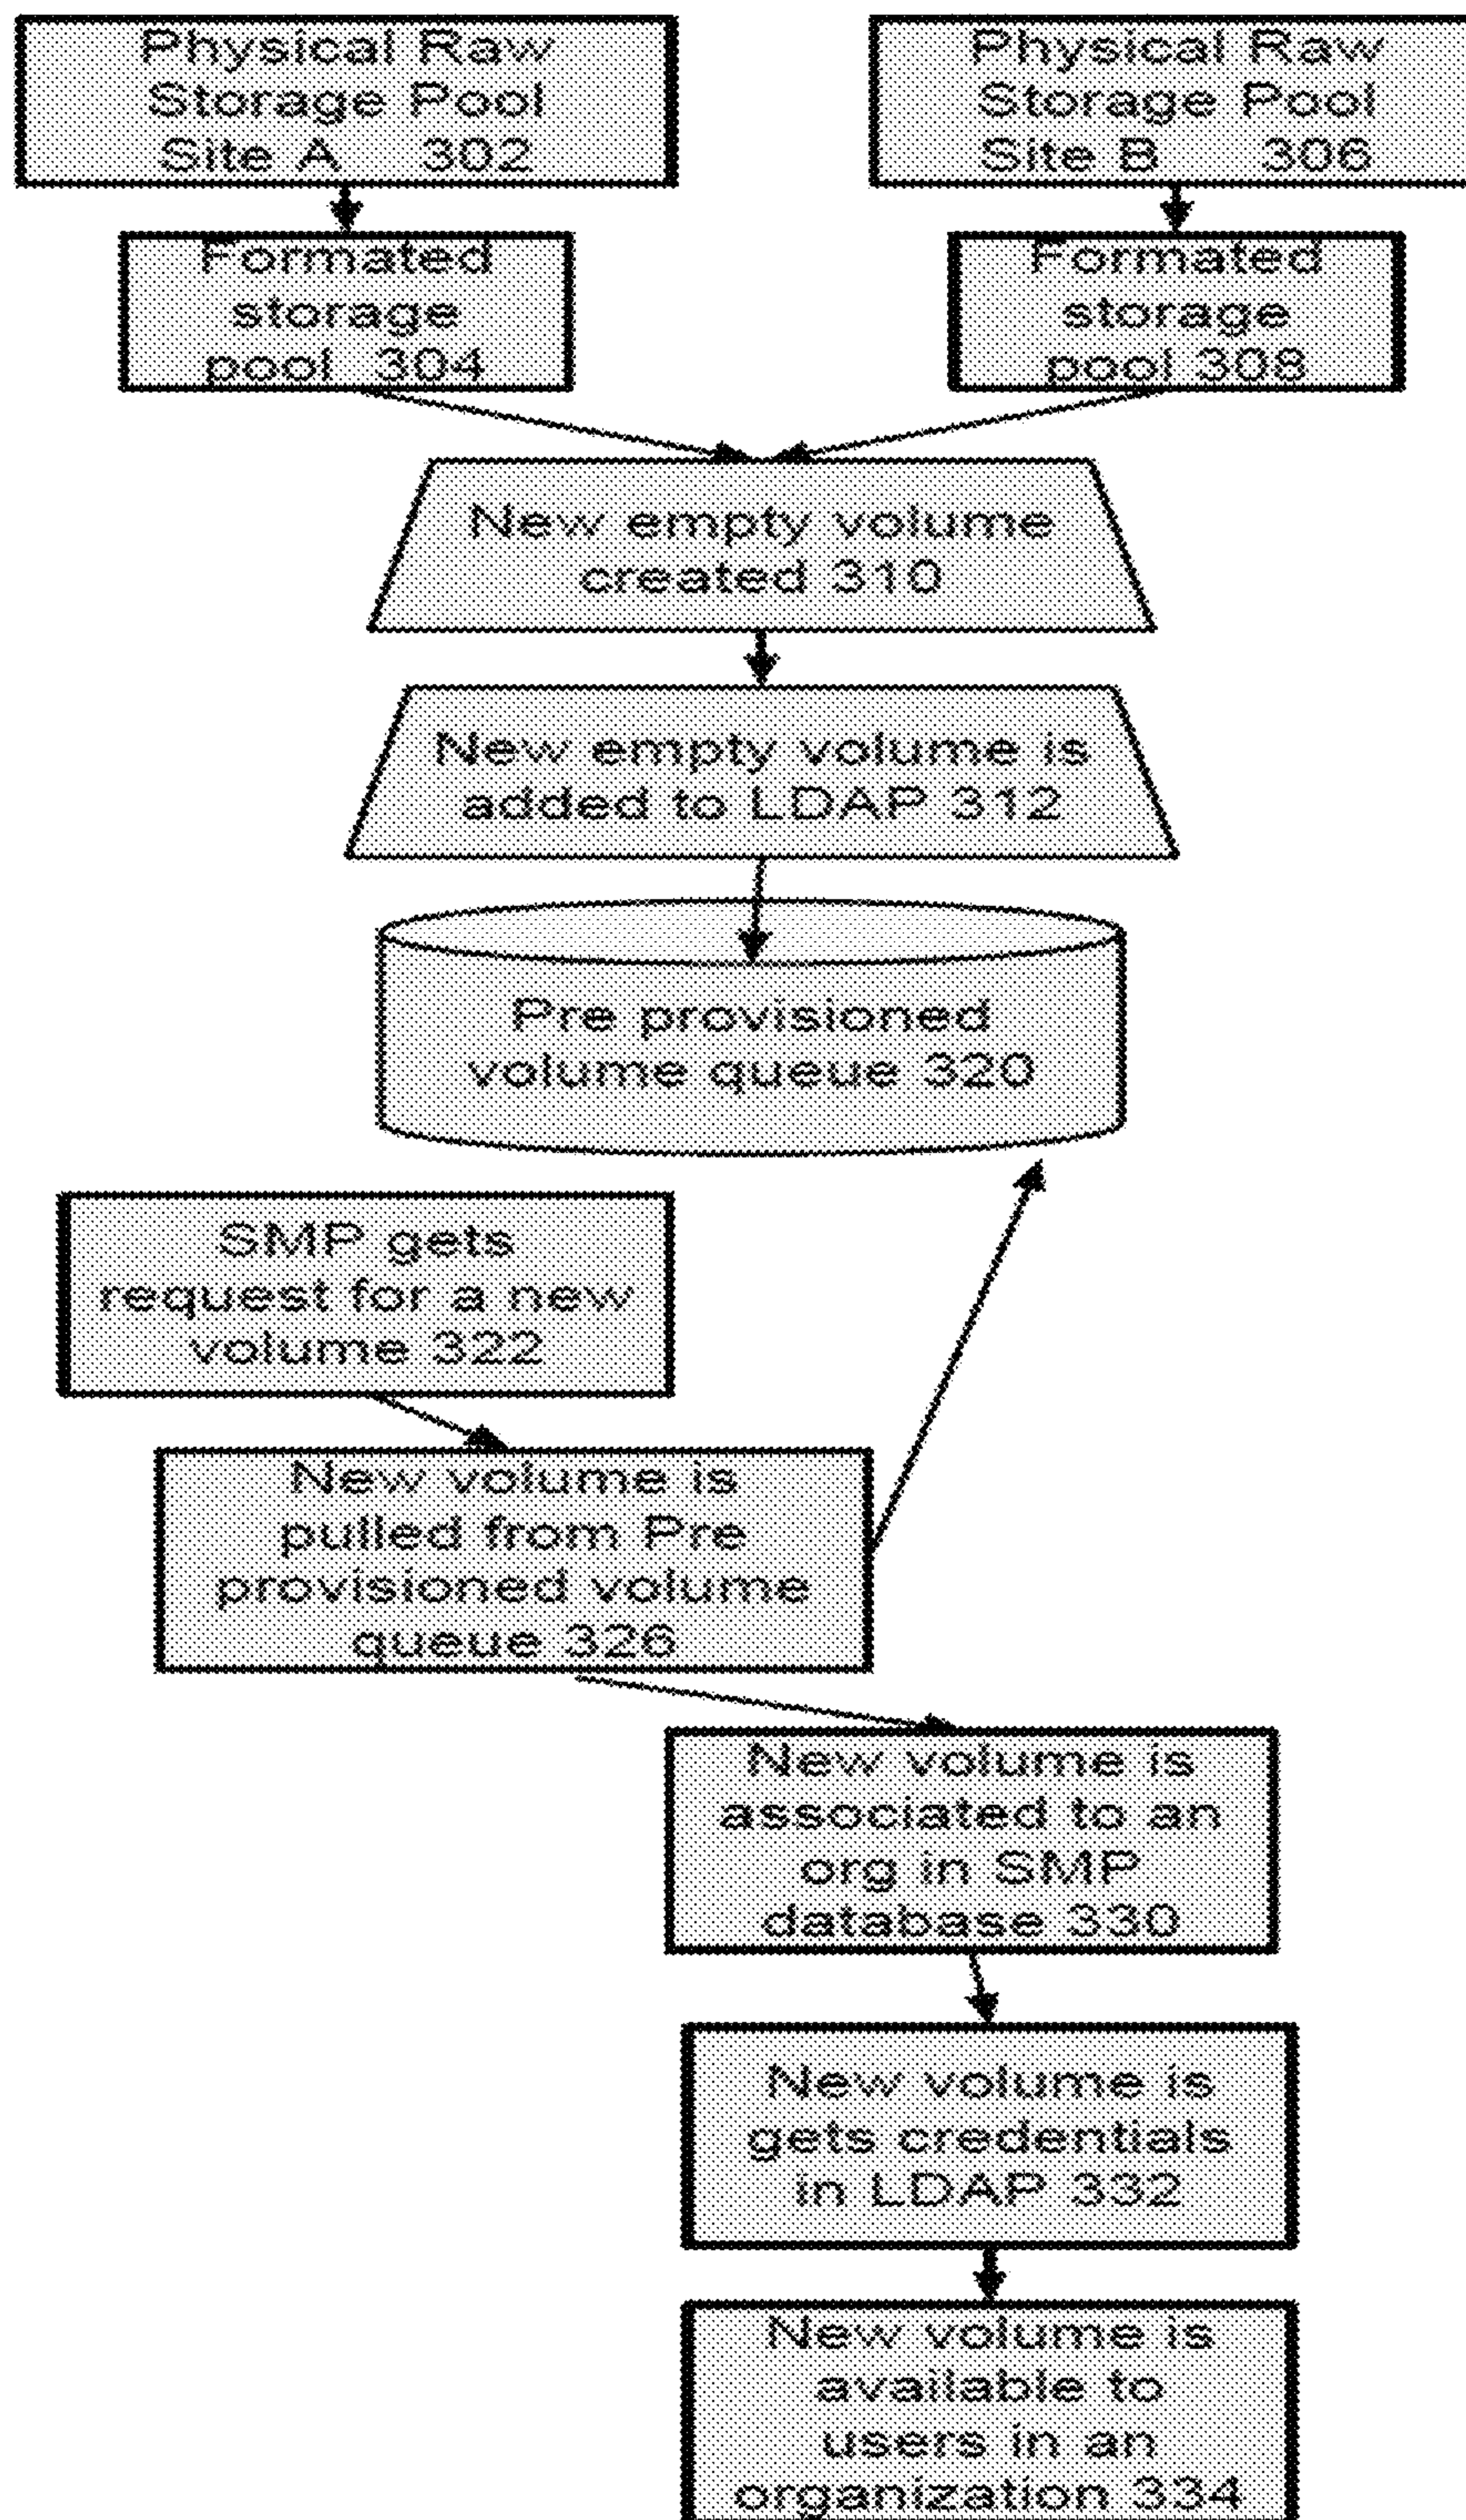 Physical Raw
Storage Pool
Site A 302
Physical Raw
Storage Pool
Site B 306
Formated
storage
pool 304
Formated
storage
pool 308
New empty volume
created 310
New empty volume is
added to LDAP 312
Pre provisioned
volume queue 320
SMP gets
request for a new
volume 322
New volume is
pulled from Pre
provisioned volume
queue 326
New volume is
associated to an
org in SMP
database 330
New volume is
gets credentials
in LDAP 332
New volume is
available to
users in an
organization 334